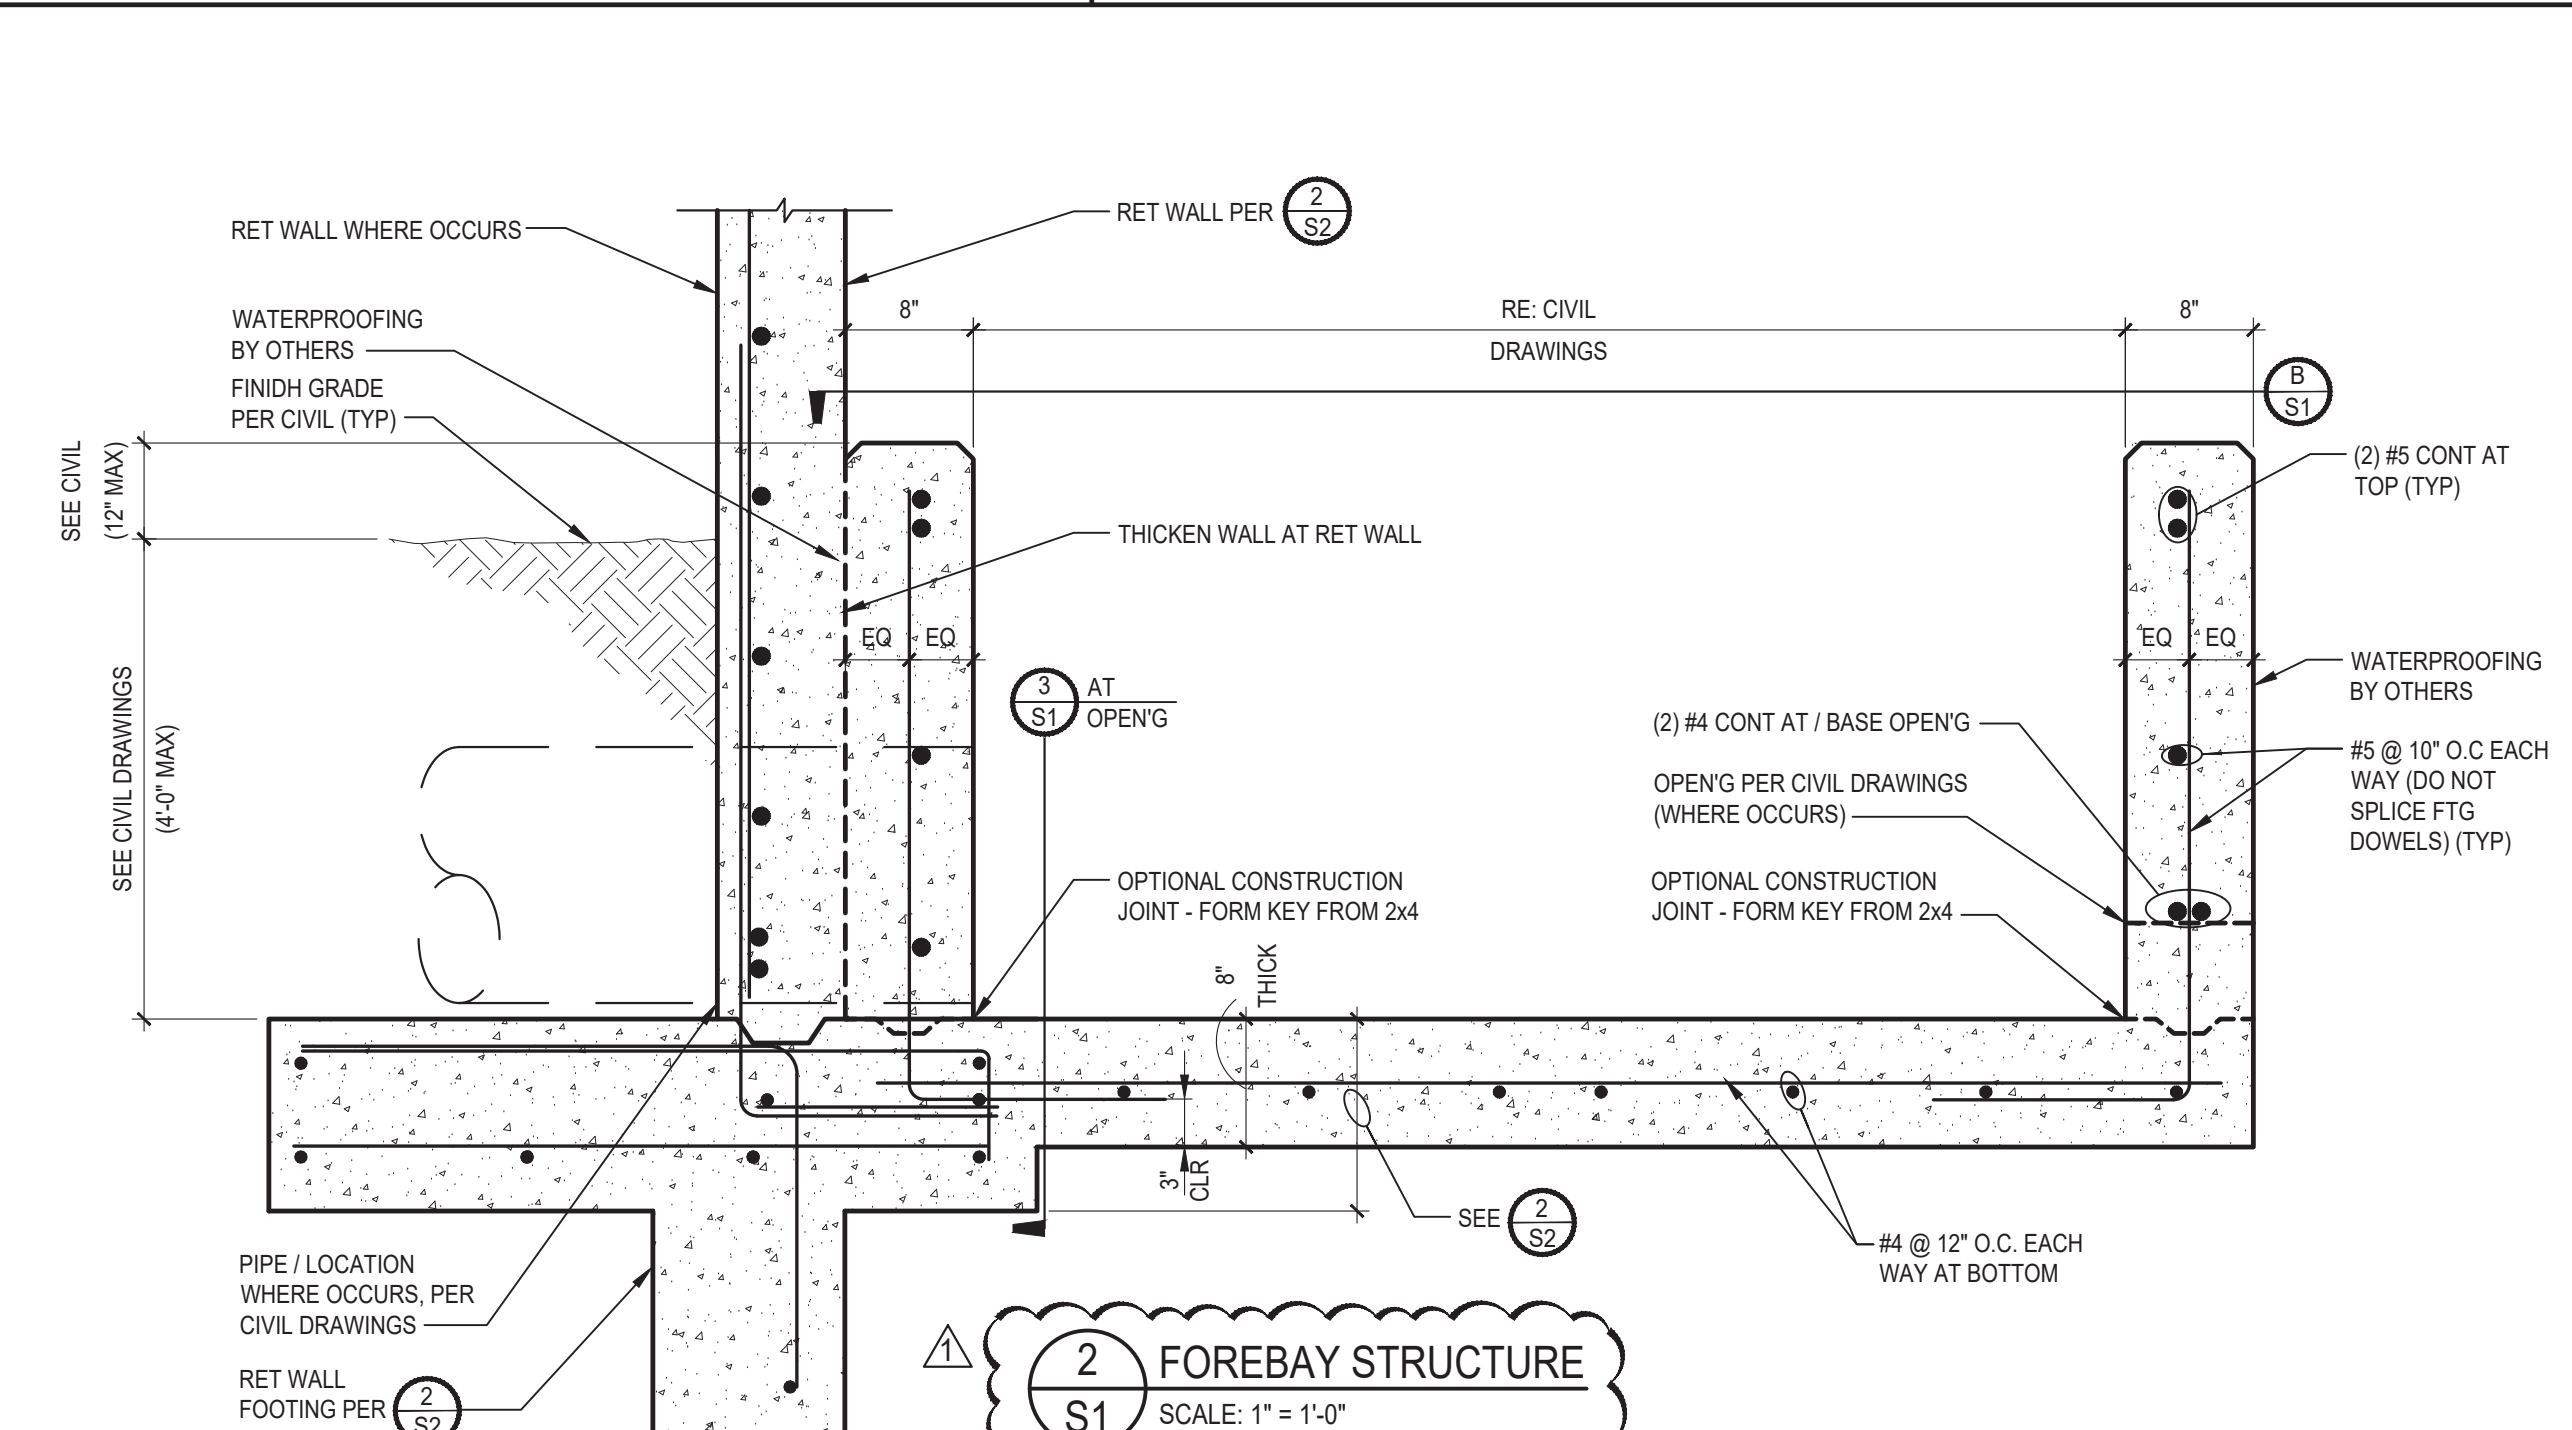 RET WALL WHERE OCCURS
RET WALL PER
2
S2
WATERPROOFING
BY OTHERS
FINIDH GRADE
PER CIVIL (TYP)
8"
RE: CIVIL
DRAWINGS
8"
B
S1
SEE CIVIL
(12" MAX)
(2) #5 CONT AT
TOP (TYP)
THICKEN WALL AT RET WALL
EQ
EQ
EQ
EQ
SEE CIVIL DRAWINGS
(4'-0" MAX)
3
S1
AT
OPEN'G
WATERPROOFING
BY OTHERS
(2) #4 CONT AT / BASE OPEN'G
OPEN'G PER CIVIL DRAWINGS
(WHERE OCCURS)
#5 @ 10" O.C EACH
WAY (DO NOT
SPLICE FTG
DOWELS) (TYP)
OPTIONAL CONSTRUCTION
JOINT - FORM KEY FROM 2x4
OPTIONAL CONSTRUCTION
JOINT - FORM KEY FROM 2x4
8"
THICK
3"
CLR
SEE
2
S2
#4 @ 12" O.C. EACH
WAY AT BOTTOM
PIPE / LOCATION
WHERE OCCURS, PER
CIVIL DRAWINGS
RET WALL
FOOTING PER
2
S2
1
2
S1
FOREBAY STRUCTURE
SCALE: 1" = 1'-0"